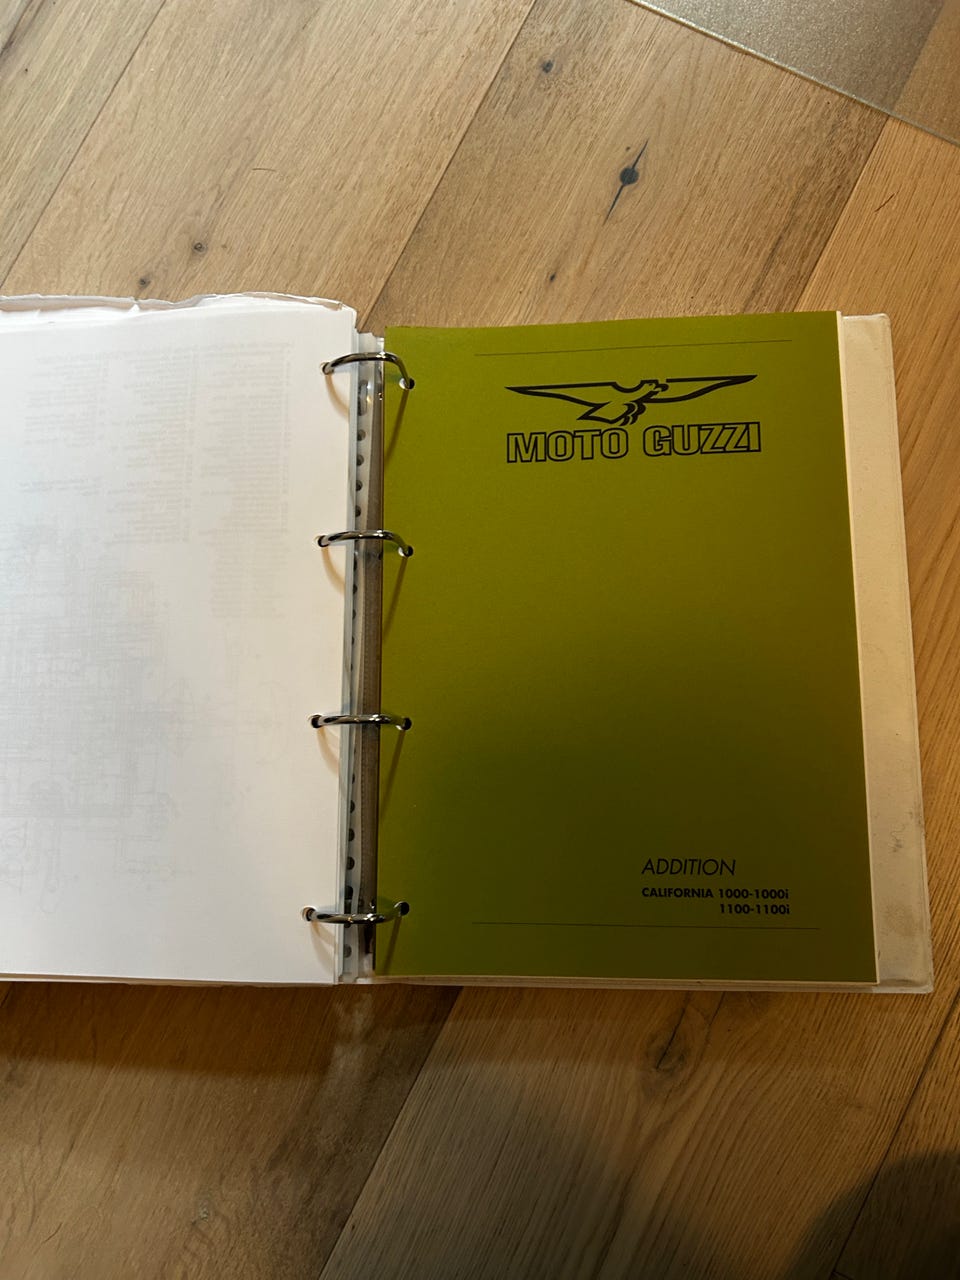 MOTO GUZZI
ADDITION
CALIFORNIA 1000-1000i
1100-1100i